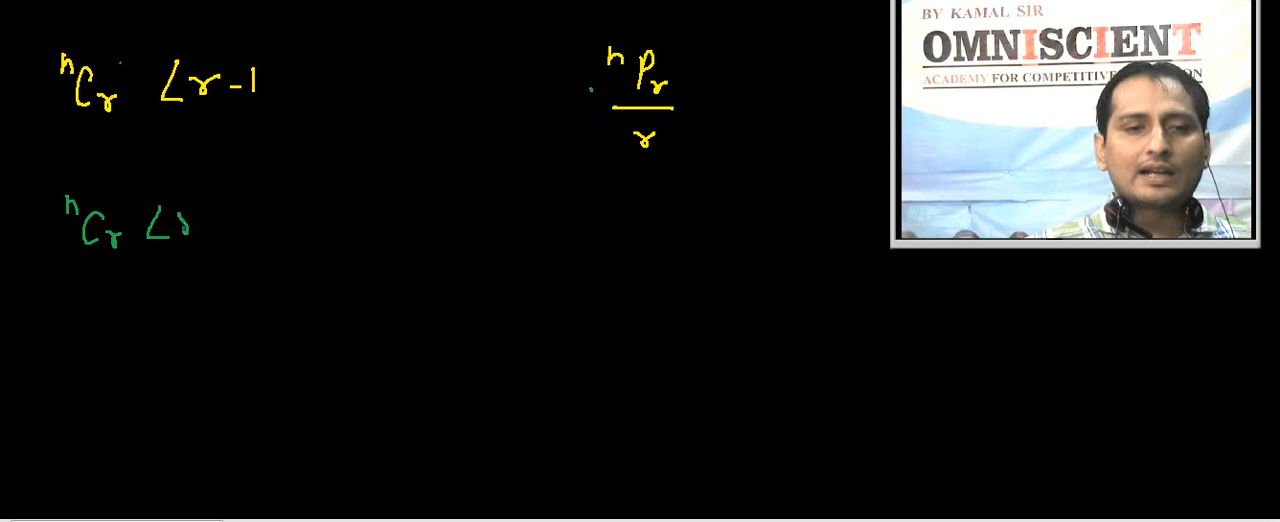 ⁿCᵣ ∠r-1
ⁿPᵣ
r
ⁿCᵣ ∠
BY KAMAL SIR
OMNISCIENT
ACADEMY FOR COMPETITIVE